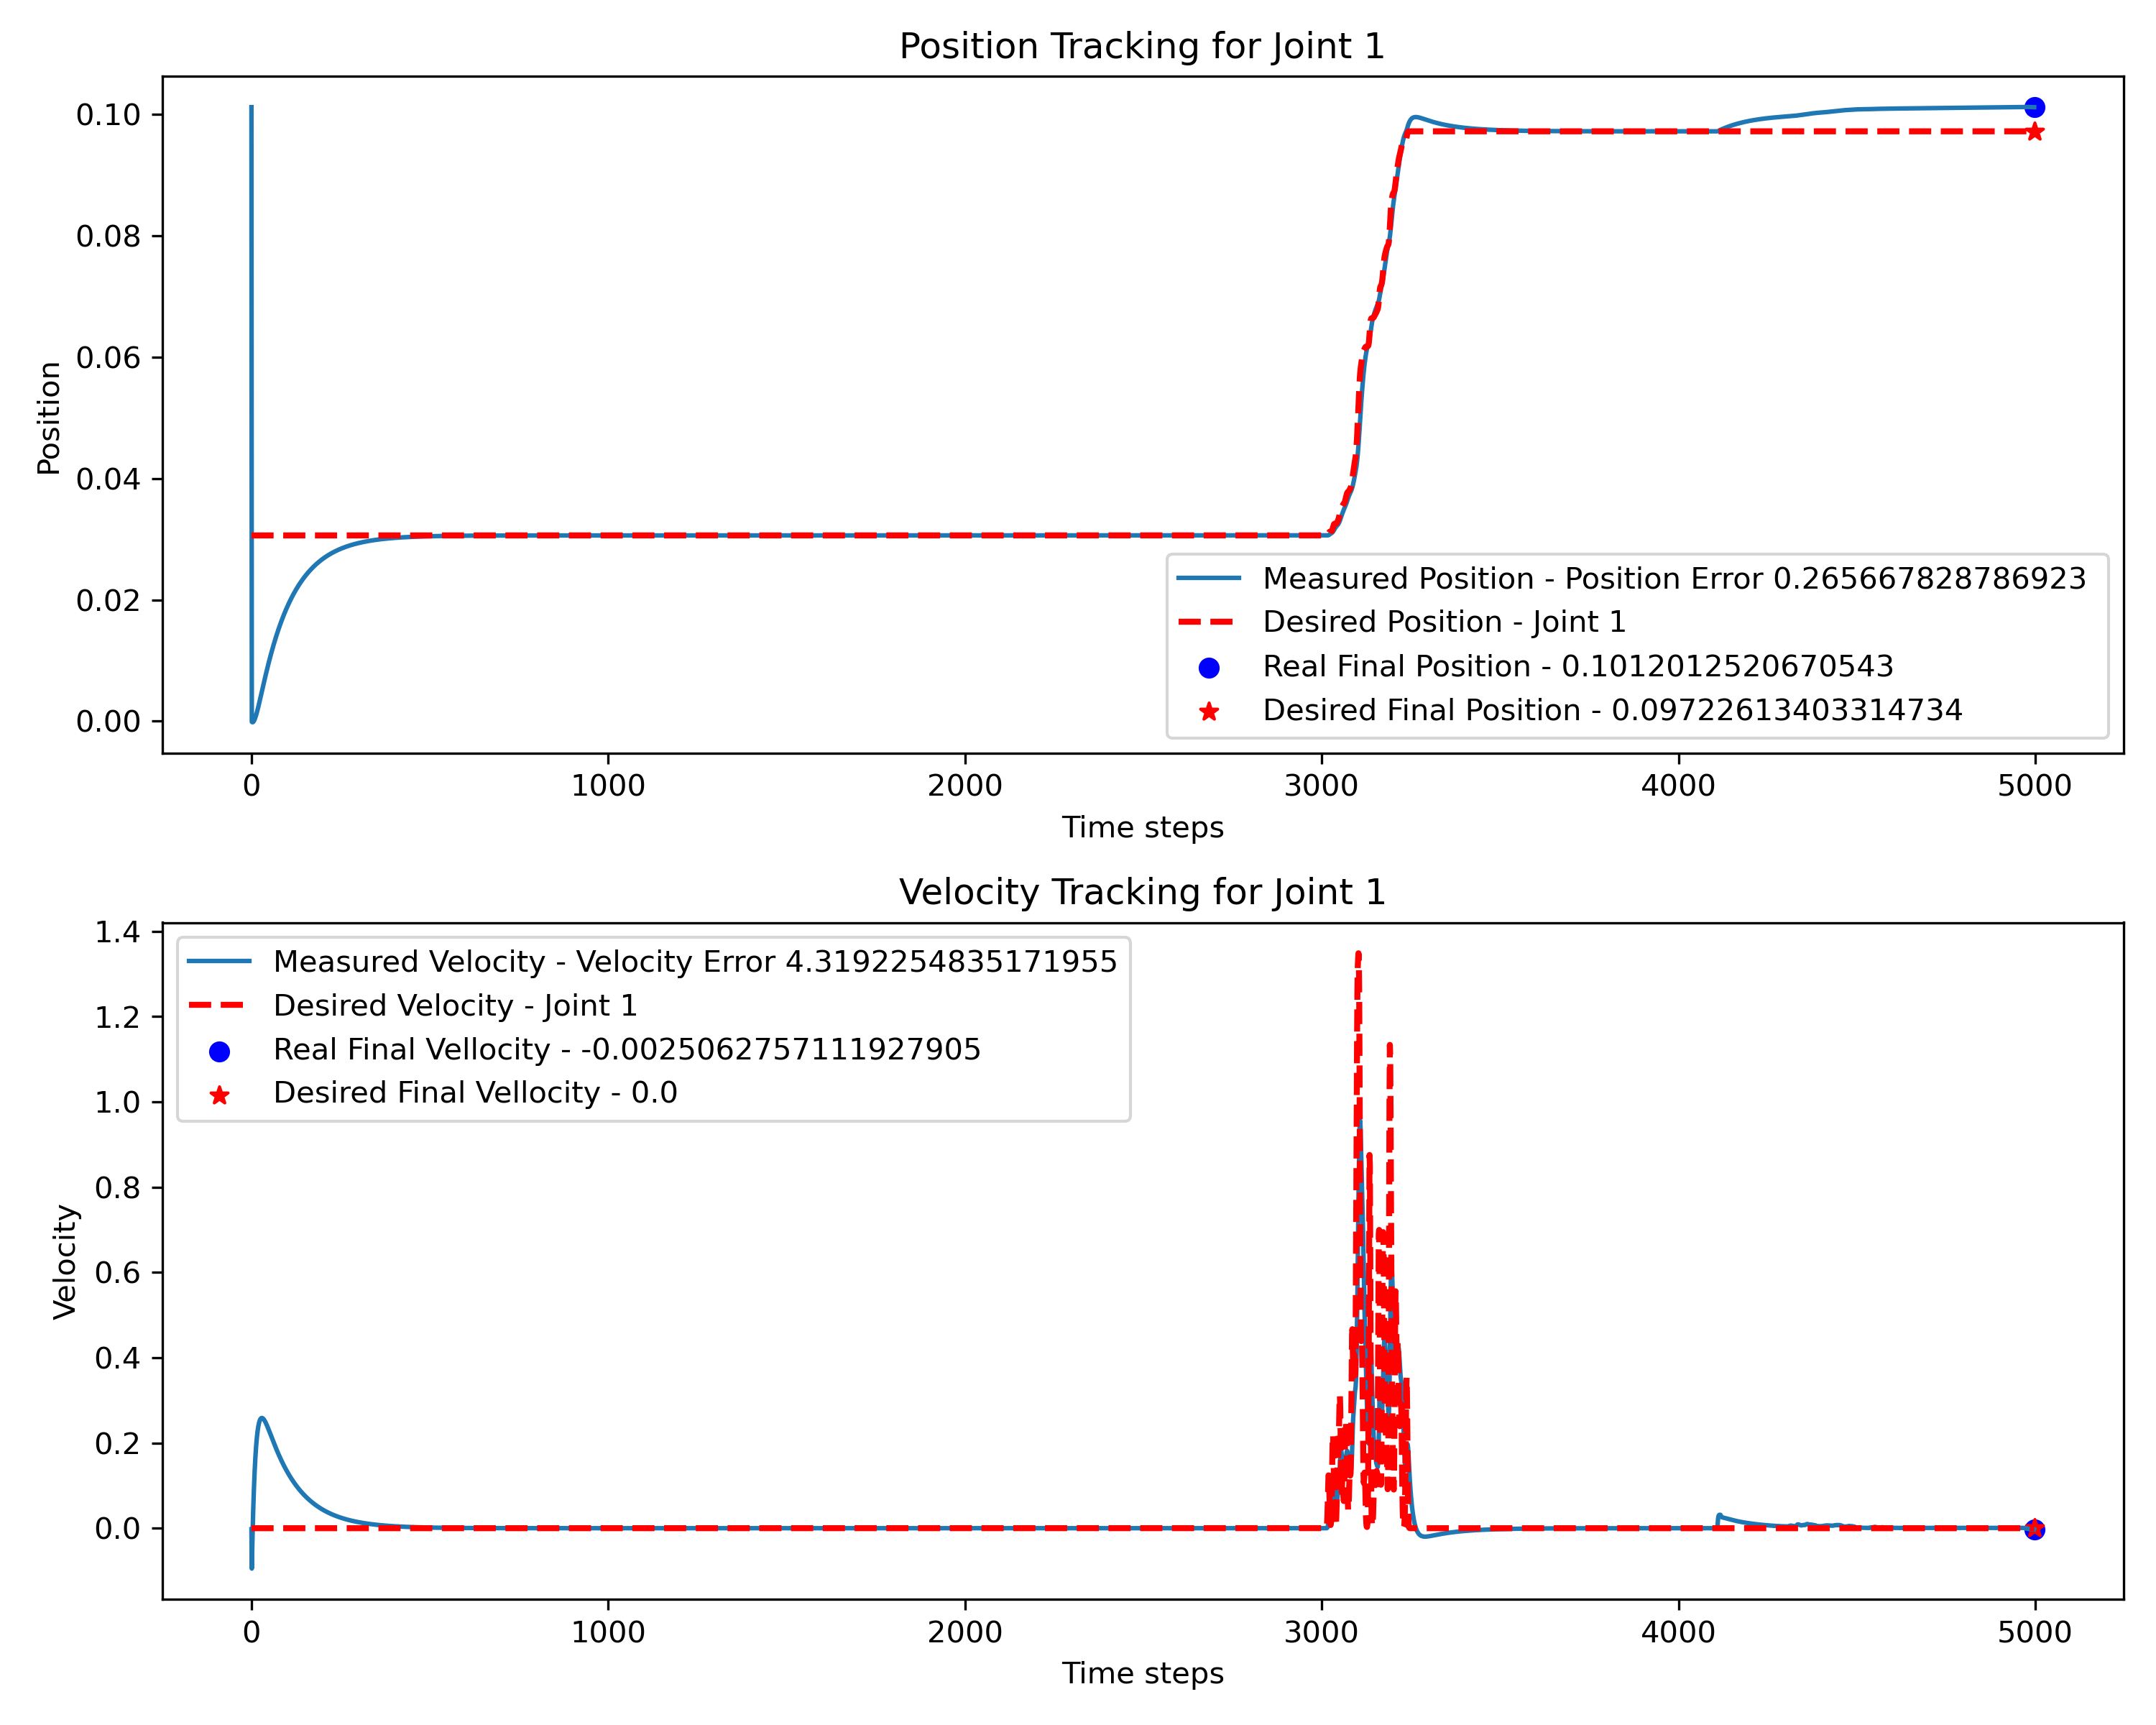 Position Tracking for Joint 1
0.10
0.08
0.06
0.04
0.02
0.00
Position
Measured Position - Position Error 0.265667828786923
Desired Position - Joint 1
Real Final Position - 0.1012012520670543
Desired Final Position - 0.09722613403314734
0 1000 2000 3000 4000 5000
Time steps
Velocity Tracking for Joint 1
1.4
1.2
1.0
0.8
0.6
0.4
0.2
0.0
Velocity
Measured Velocity - Velocity Error 4.3192254835171955
Desired Velocity - Joint 1
Real Final Vellocity - -0.0025062757111927905
Desired Final Vellocity - 0.0
0 1000 2000 3000 4000 5000
Time steps